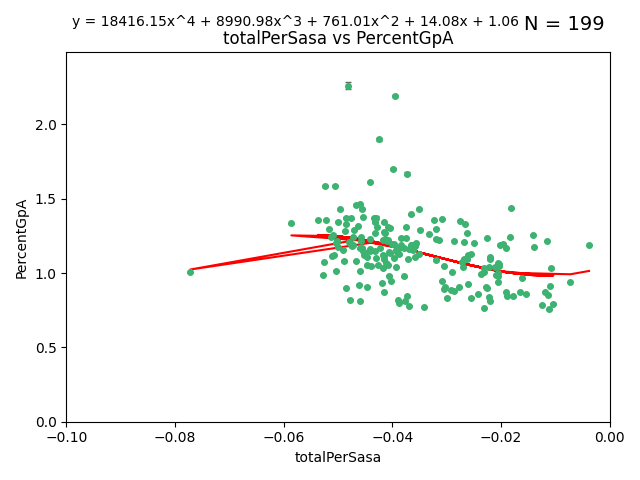 y = 18416.15x^4 + 8990.98x^3 + 761.01x^2 + 14.08x + 1.06 N = 199
totalPerSasa vs PercentGpA
PercentGpA
2.0
1.5
1.0
0.5
0.0
−0.10 −0.08 −0.06 −0.04 −0.02 0.00
totalPerSasa